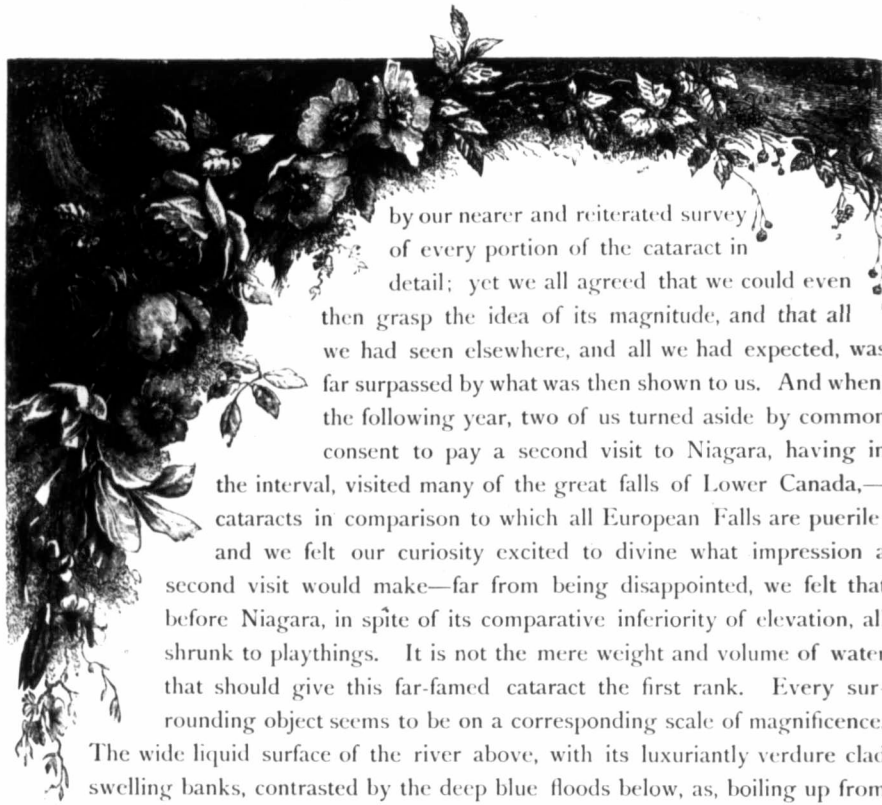 by our nearer and reiterated survey
of every portion of the cataract in
detail; yet we all agreed that we could even
then grasp the idea of its magnitude, and that all
we had seen elsewhere, and all we had expected, was
far surpassed by what was then shown to us. And when
the following year, two of us turned aside by common
consent to pay a second visit to Niagara, having in
the interval, visited many of the great falls of Lower Canada,—
cataracts in comparison to which all European Falls are puerile
and we felt our curiosity excited to divine what impression a
second visit would make—far from being disappointed, we felt that
before Niagara, in spite of its comparative inferiority of elevation, al
shrunk to playthings. It is not the mere weight and volume of water
that should give this far-famed cataract the first rank. Every sur-
rounding object seems to be on a corresponding scale of magnificence
The wide liquid surface of the river above, with its luxuriantly verdure clad
swelling banks, contrasted by the deep blue floods below, as, boiling up from